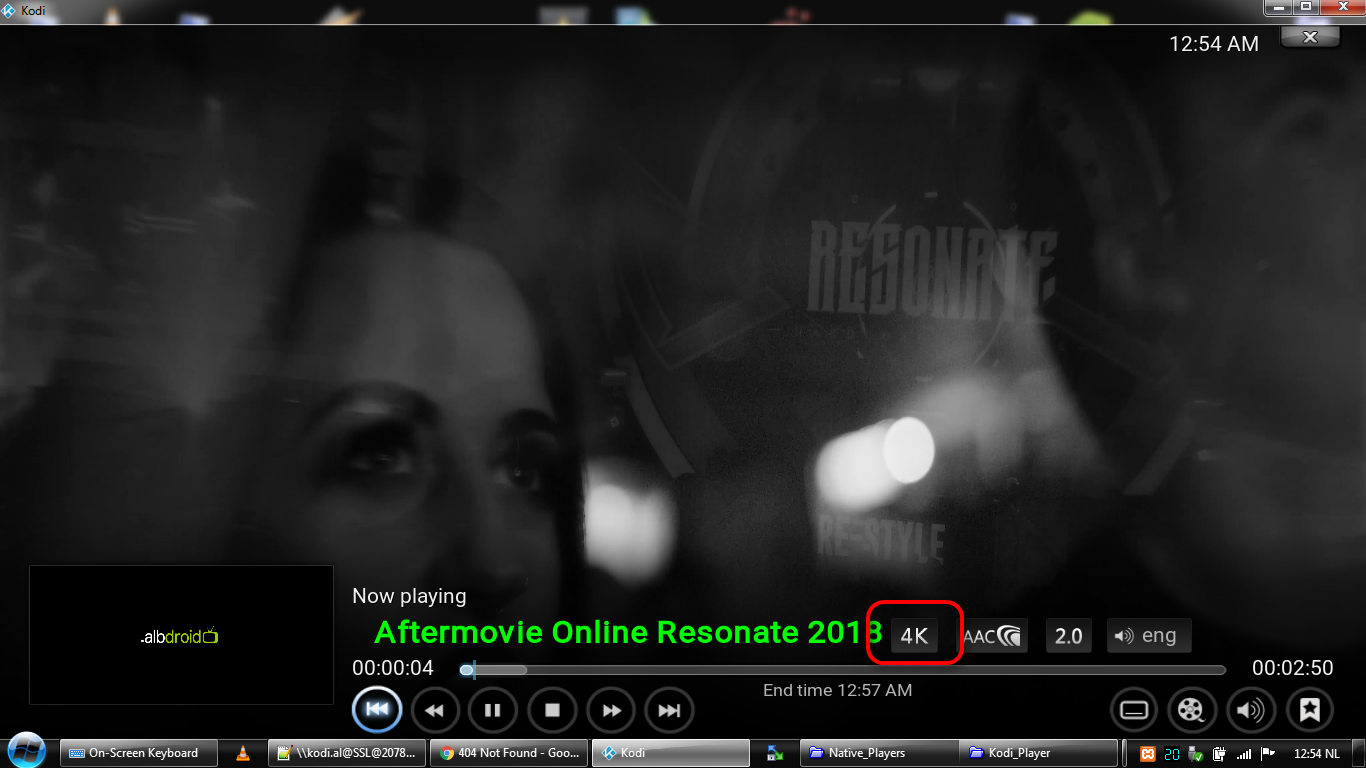 Kodi
12:54 AM
RESONATE
RE-STYLE
.albdroid
Now playing
Aftermovie Online Resonate 2018
4K
AAC
2.0
eng
00:00:04
00:02:50
End time 12:57 AM
On-Screen Keyboard
\\kodi.al@SSL@2078...
404 Not Found - Goo...
Kodi
Native_Players
Kodi_Player
20
12:54 NL